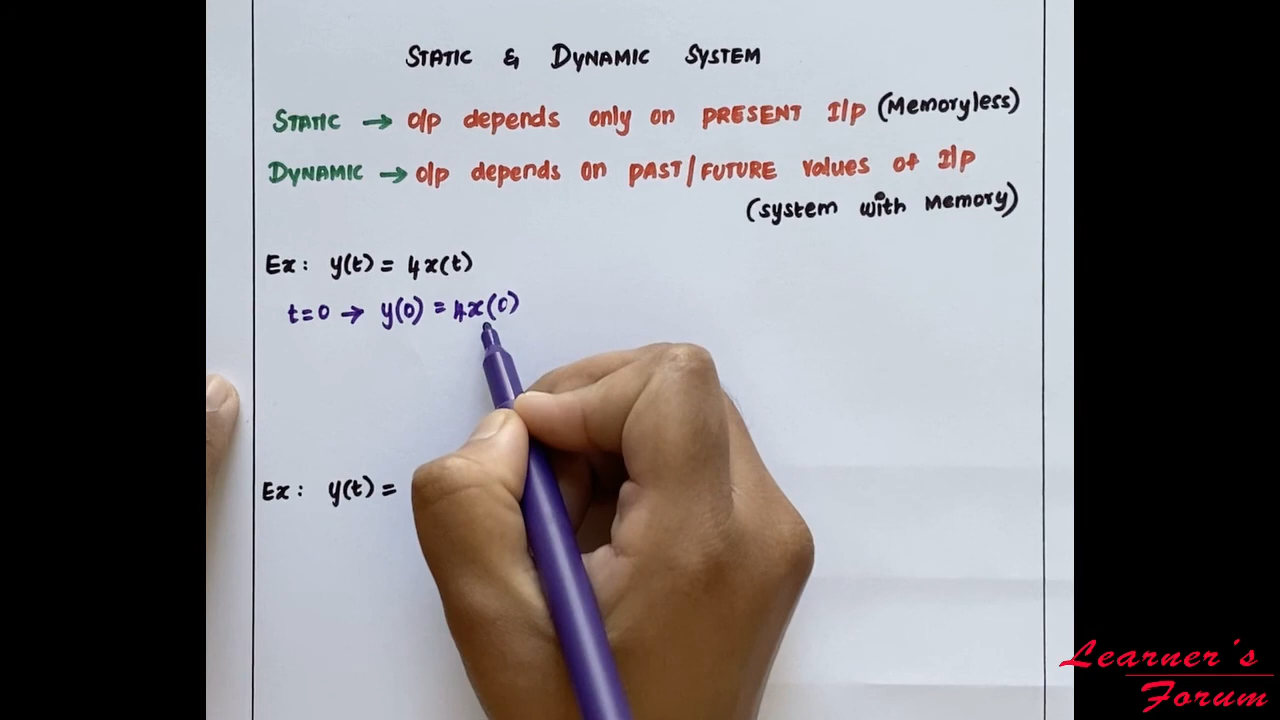 STATIC & DYNAMIC SYSTEM
STATIC → o/p depends only on PRESENT I/p (Memoryless)
DYNAMIC → o/p depends on PAST/FUTURE values of I/p
(system with Memory)
Ex: y(t) = 4x(t)
t=0 → y(0) = 4x(0)
Ex: y(t) =
Learner's
Forum